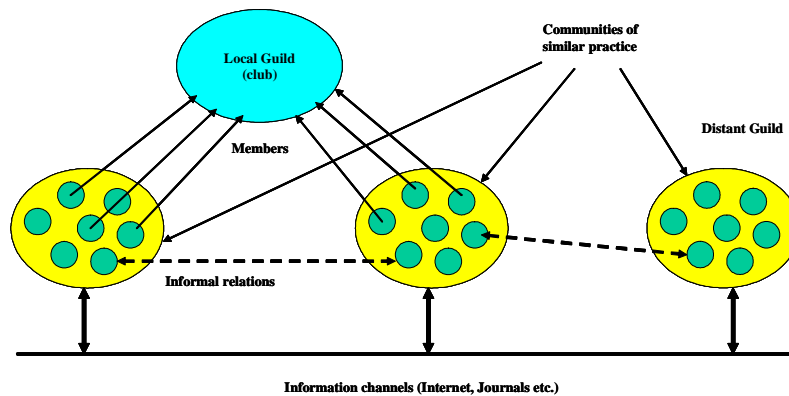 Local Guild
(club)
Communities of
similar practice
Distant Guild
Members
Informal relations
Information channels (Internet, Journals etc.)